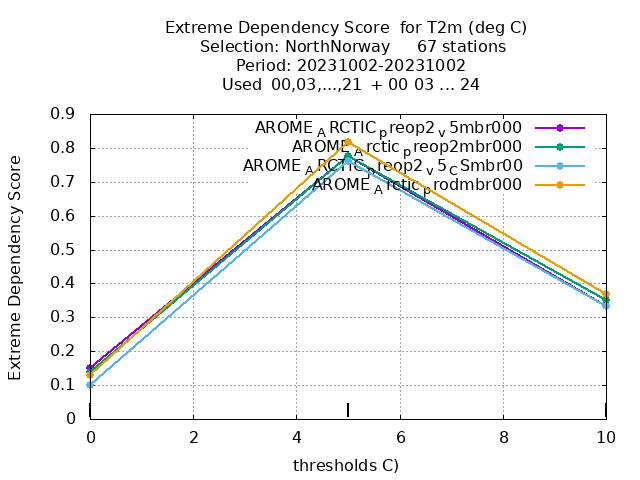 Extreme Dependency Score  for T2m (deg C)
Selection: NorthNorway     67 stations
Period: 20231002-20231002
Used  00,03,...,21  + 00 03 ... 24
Extreme Dependency Score
0.9
0.8
0.7
0.6
0.5
0.4
0.3
0.2
0.1
0
AROME_ARCTIC_preop2_v5mbr000
AROME_Arctic_preop2mbr000
AROME_ARCTIC_preop2_v5_CSmbr00
AROME_Arctic_prodmbr000
0 2 4 6 8 10
thresholds C)